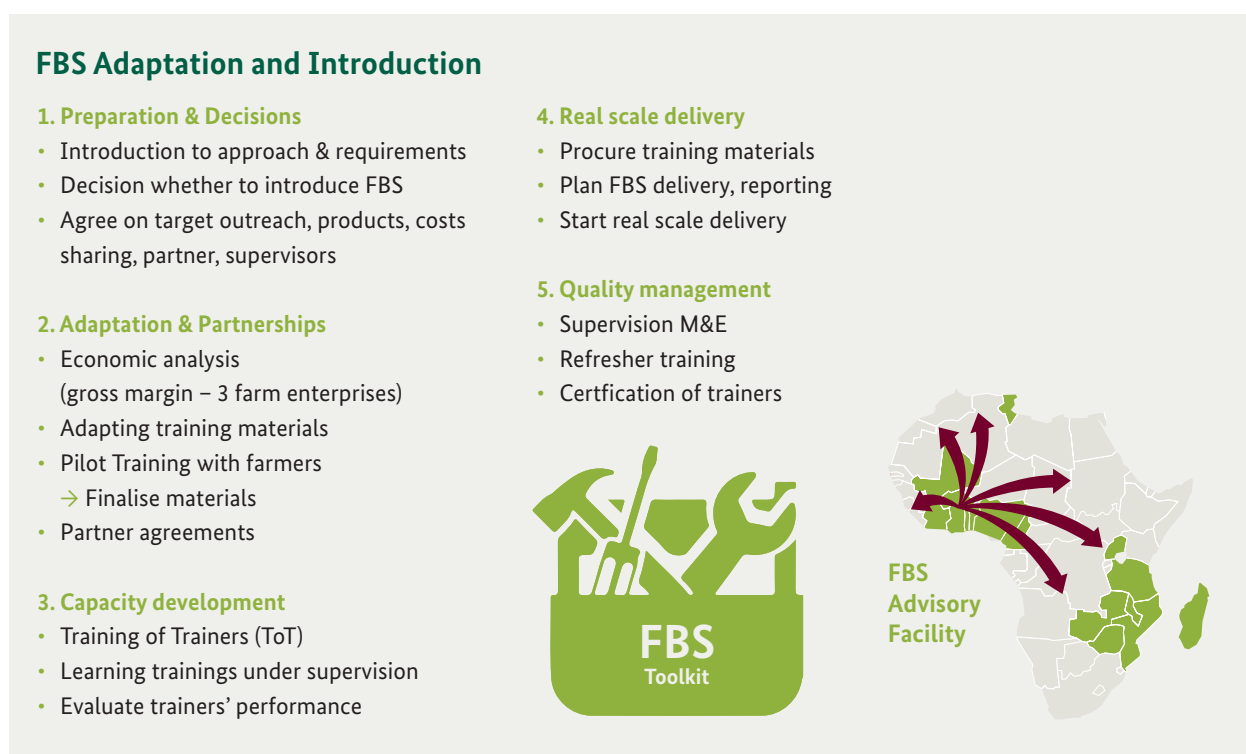 FBS Adaptation and Introduction
1. Preparation & Decisions
• Introduction to approach & requirements
• Decision whether to introduce FBS
• Agree on target outreach, products, costs
sharing, partner, supervisors
2. Adaptation & Partnerships
• Economic analysis
(gross margin – 3 farm enterprises)
• Adapting training materials
• Pilot Training with farmers
→ Finalise materials
• Partner agreements
3. Capacity development
• Training of Trainers (ToT)
• Learning trainings under supervision
• Evaluate trainers’ performance
4. Real scale delivery
• Procure training materials
• Plan FBS delivery, reporting
• Start real scale delivery
5. Quality management
• Supervision M&E
• Refresher training
• Certfication of trainers
FBS
Toolkit
FBS
Advisory
Facility